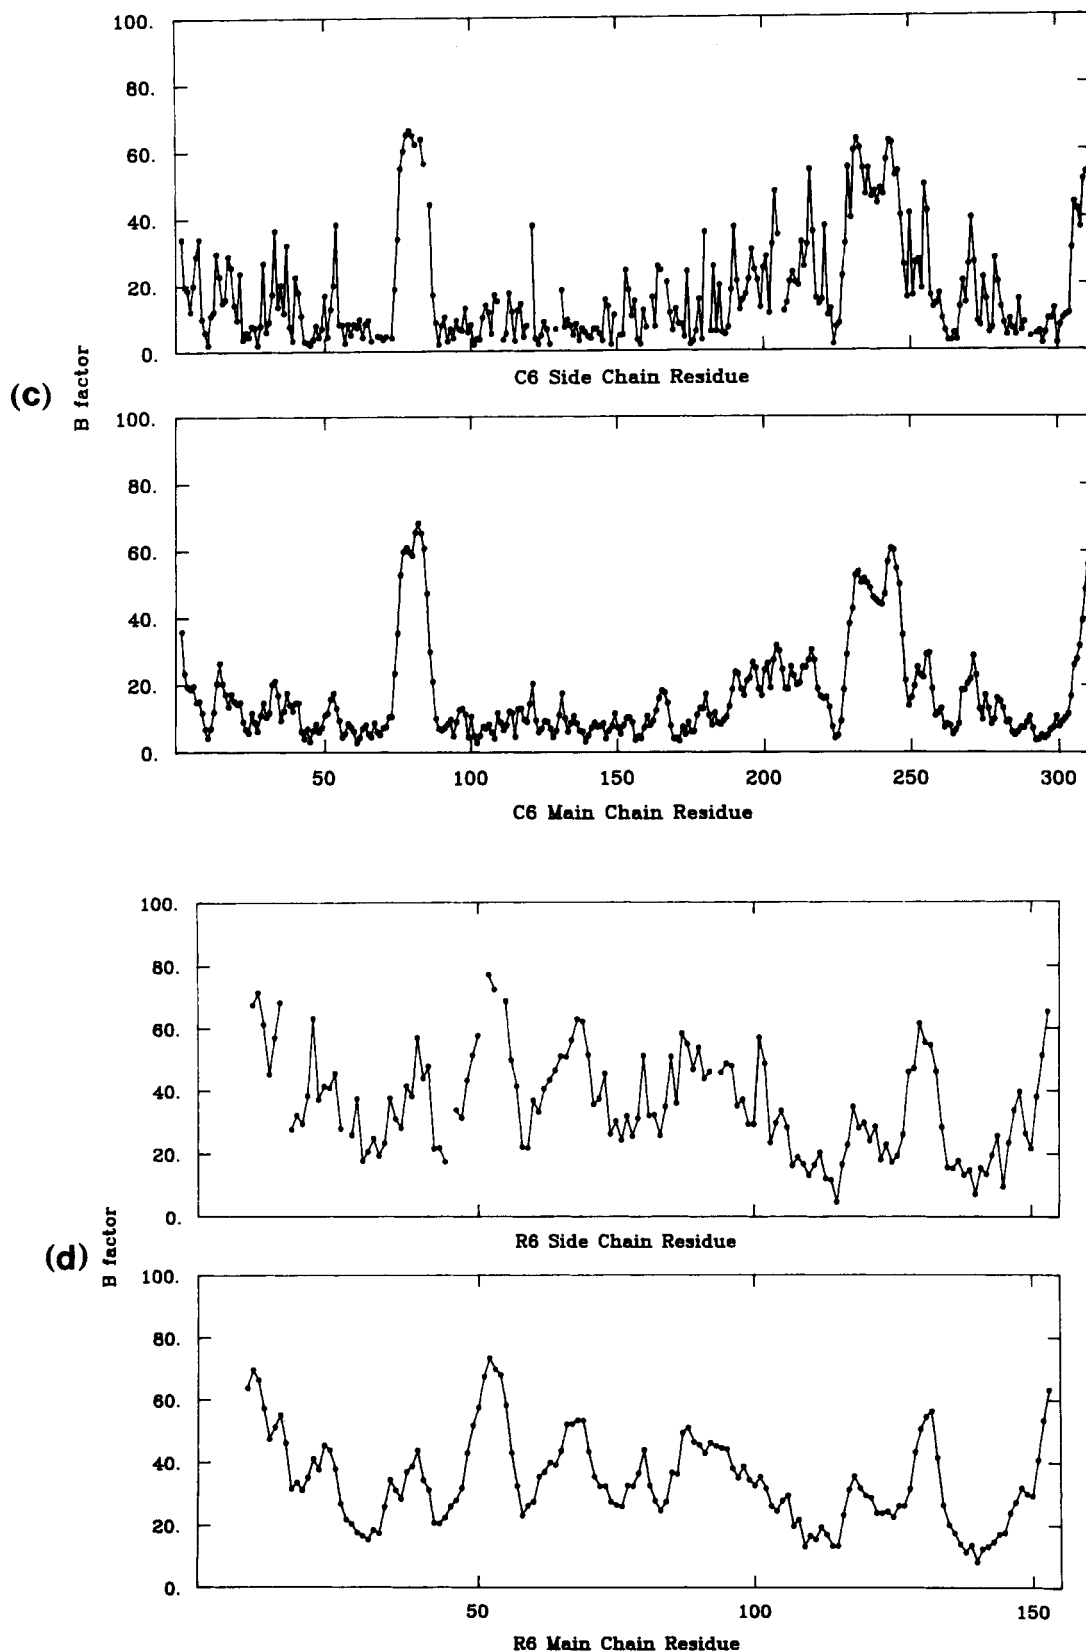 100.
80.
60.
40.
20.
0.
C6 Side Chain Residue
(c)
B factor
100.
80.
60.
40.
20.
0.
50 100 150 200 250 300
C6 Main Chain Residue
100.
80.
60.
40.
20.
0.
R6 Side Chain Residue
(d)
B factor
100.
80.
60.
40.
20.
0.
50 100 150
R6 Main Chain Residue